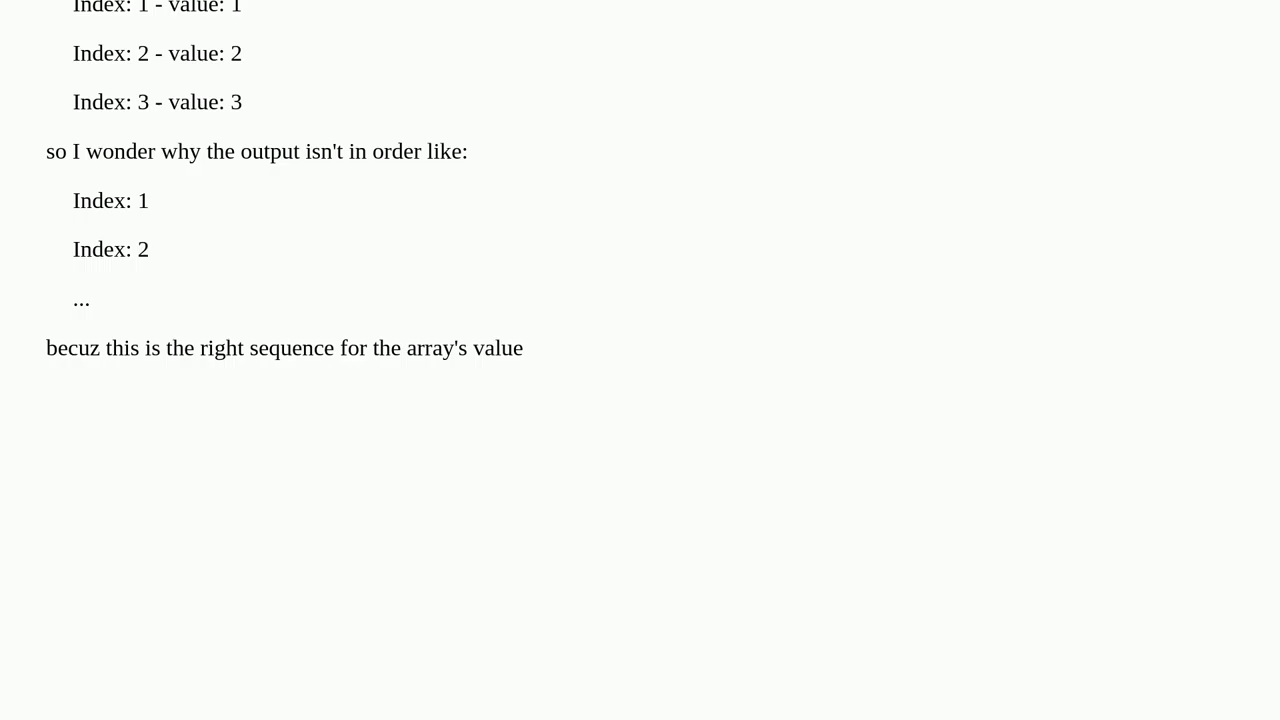 Index: 1 - value: 1
Index: 2 - value: 2
Index: 3 - value: 3
so I wonder why the output isn't in order like:
Index: 1
Index: 2
...
becuz this is the right sequence for the array's value